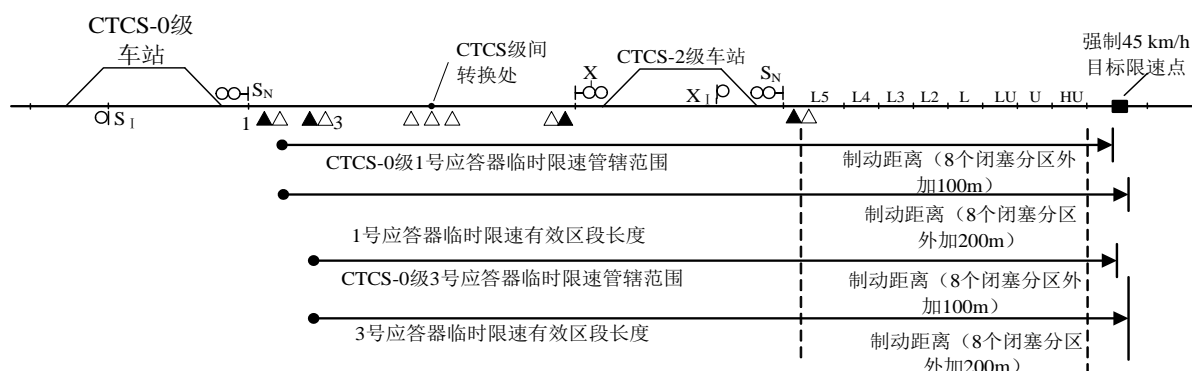 CTCS-0级
车站
CTCS级间
转换处
CTCS-2级车站
强制45 km/h
目标限速点
SN
X
SN
XI
L5 L4 L3 L2 L LU U HU
SI
1
3
CTCS-0级1号应答器临时限速管辖范围
制动距离（8个闭塞分区外
加100m）
1号应答器临时限速有效区段长度
制动距离（8个闭塞分区
外加200m）
CTCS-0级3号应答器临时限速管辖范围
制动距离（8个闭塞分区外
加100m）
3号应答器临时限速有效区段长度
制动距离（8个闭塞分区
外加200m）